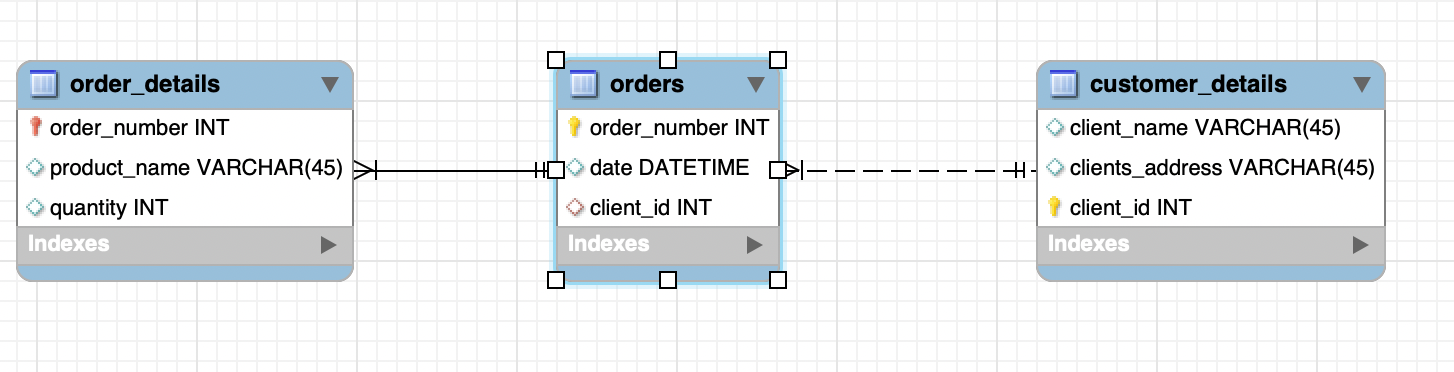 order_details
order_number INT
product_name VARCHAR(45)
quantity INT
Indexes
orders
order_number INT
date DATETIME
client_id INT
Indexes
customer_details
client_name VARCHAR(45)
clients_address VARCHAR(45)
client_id INT
Indexes